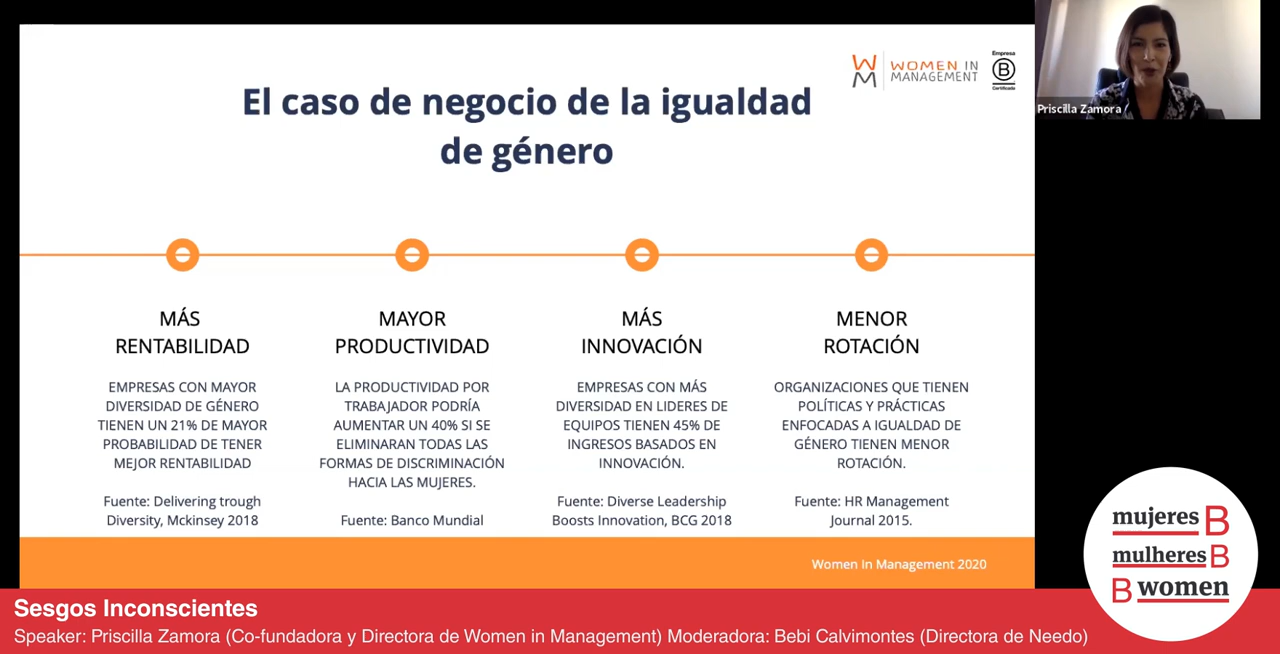 El caso de negocio de la igualdad
de género
W
M
WOMEN IN
MANAGEMENT
Empresa
B
Certificada
Priscilla Zamora /
MÁS
RENTABILIDAD
EMPRESAS CON MAYOR
DIVERSIDAD DE GÉNERO
TIENEN UN 21% DE MAYOR
PROBABILIDAD DE TENER
MEJOR RENTABILIDAD
Fuente: Delivering trough
Diversity, Mckinsey 2018
MAYOR
PRODUCTIVIDAD
LA PRODUCTIVIDAD POR
TRABAJADOR PODRÍA
AUMENTAR UN 40% SI SE
ELIMINARAN TODAS LAS
FORMAS DE DISCRIMINACIÓN
HACIA LAS MUJERES.
Fuente: Banco Mundial
MÁS
INNOVACIÓN
EMPRESAS CON MÁS
DIVERSIDAD EN LIDERES DE
EQUIPOS TIENEN 45% DE
INGRESOS BASADOS EN
INNOVACIÓN.
Fuente: Diverse Leadership
Boosts Innovation, BCG 2018
MENOR
ROTACIÓN
ORGANIZACIONES QUE TIENEN
POLÍTICAS Y PRÁCTICAS
ENFOCADAS A IGUALDAD DE
GÉNERO TIENEN MENOR
ROTACIÓN.
Fuente: HR Management
Journal 2015.
Women In Management 2020
mujeres B
mulheres B
B women
Sesgos Inconscientes
Speaker: Priscilla Zamora (Co-fundadora y Directora de Women in Management) Moderadora: Bebi Calvimontes (Directora de Needo)